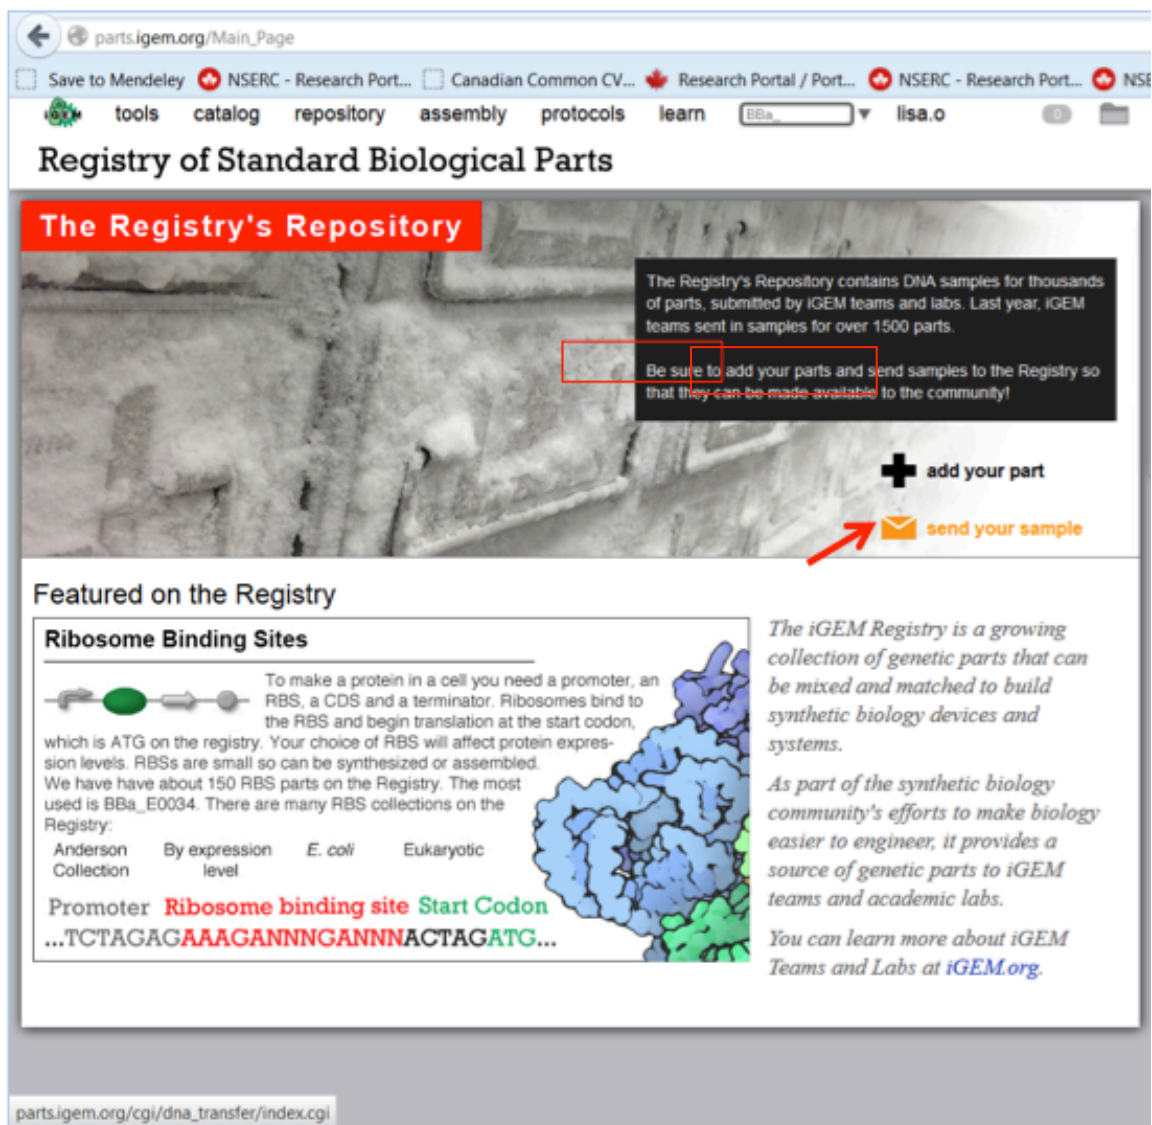 parts.igem.org/Main_Page
Save to Mendeley NSERC - Research Port... Canadian Common CV... Research Portal / Port... NSERC - Research Port... NSE
iGEM tools catalog repository assembly protocols learn BBa_ lisa.o 0
Registry of Standard Biological Parts
The Registry's Repository
The Registry's Repository contains DNA samples for thousands
of parts, submitted by iGEM teams and labs. Last year, iGEM
teams sent in samples for over 1500 parts.
Be sure to add your parts and send samples to the Registry so
that they can be made available to the community!
add your part
send your sample
Featured on the Registry
Ribosome Binding Sites
To make a protein in a cell you need a promoter, an
RBS, a CDS and a terminator. Ribosomes bind to
the RBS and begin translation at the start codon,
which is ATG on the registry. Your choice of RBS will affect protein expres-
sion levels. RBSs are small so can be synthesized or assembled.
We have have about 150 RBS parts on the Registry. The most
used is BBa_E0034. There are many RBS collections on the
Registry:
Anderson By expression E. coli Eukaryotic
Collection level
Promoter Ribosome binding site Start Codon
...TCTAGAGAAAGANNNGANNNACTAGATG...
The iGEM Registry is a growing
collection of genetic parts that can
be mixed and matched to build
synthetic biology devices and
systems.
As part of the synthetic biology
community's efforts to make biology
easier to engineer, it provides a
source of genetic parts to iGEM
teams and academic labs.
You can learn more about iGEM
Teams and Labs at iGEM.org.
parts.igem.org/cgi/dna_transfer/index.cgi